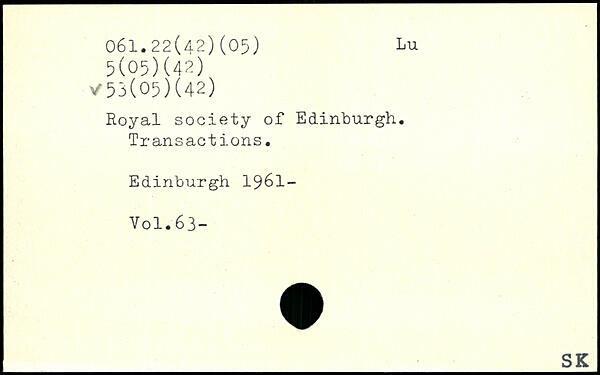 061.22(42)(05) Lu
5(05)(42)
✓53(05)(42)
Royal society of Edinburgh.
Transactions.
Edinburgh 1961-
Vol.63-
SK